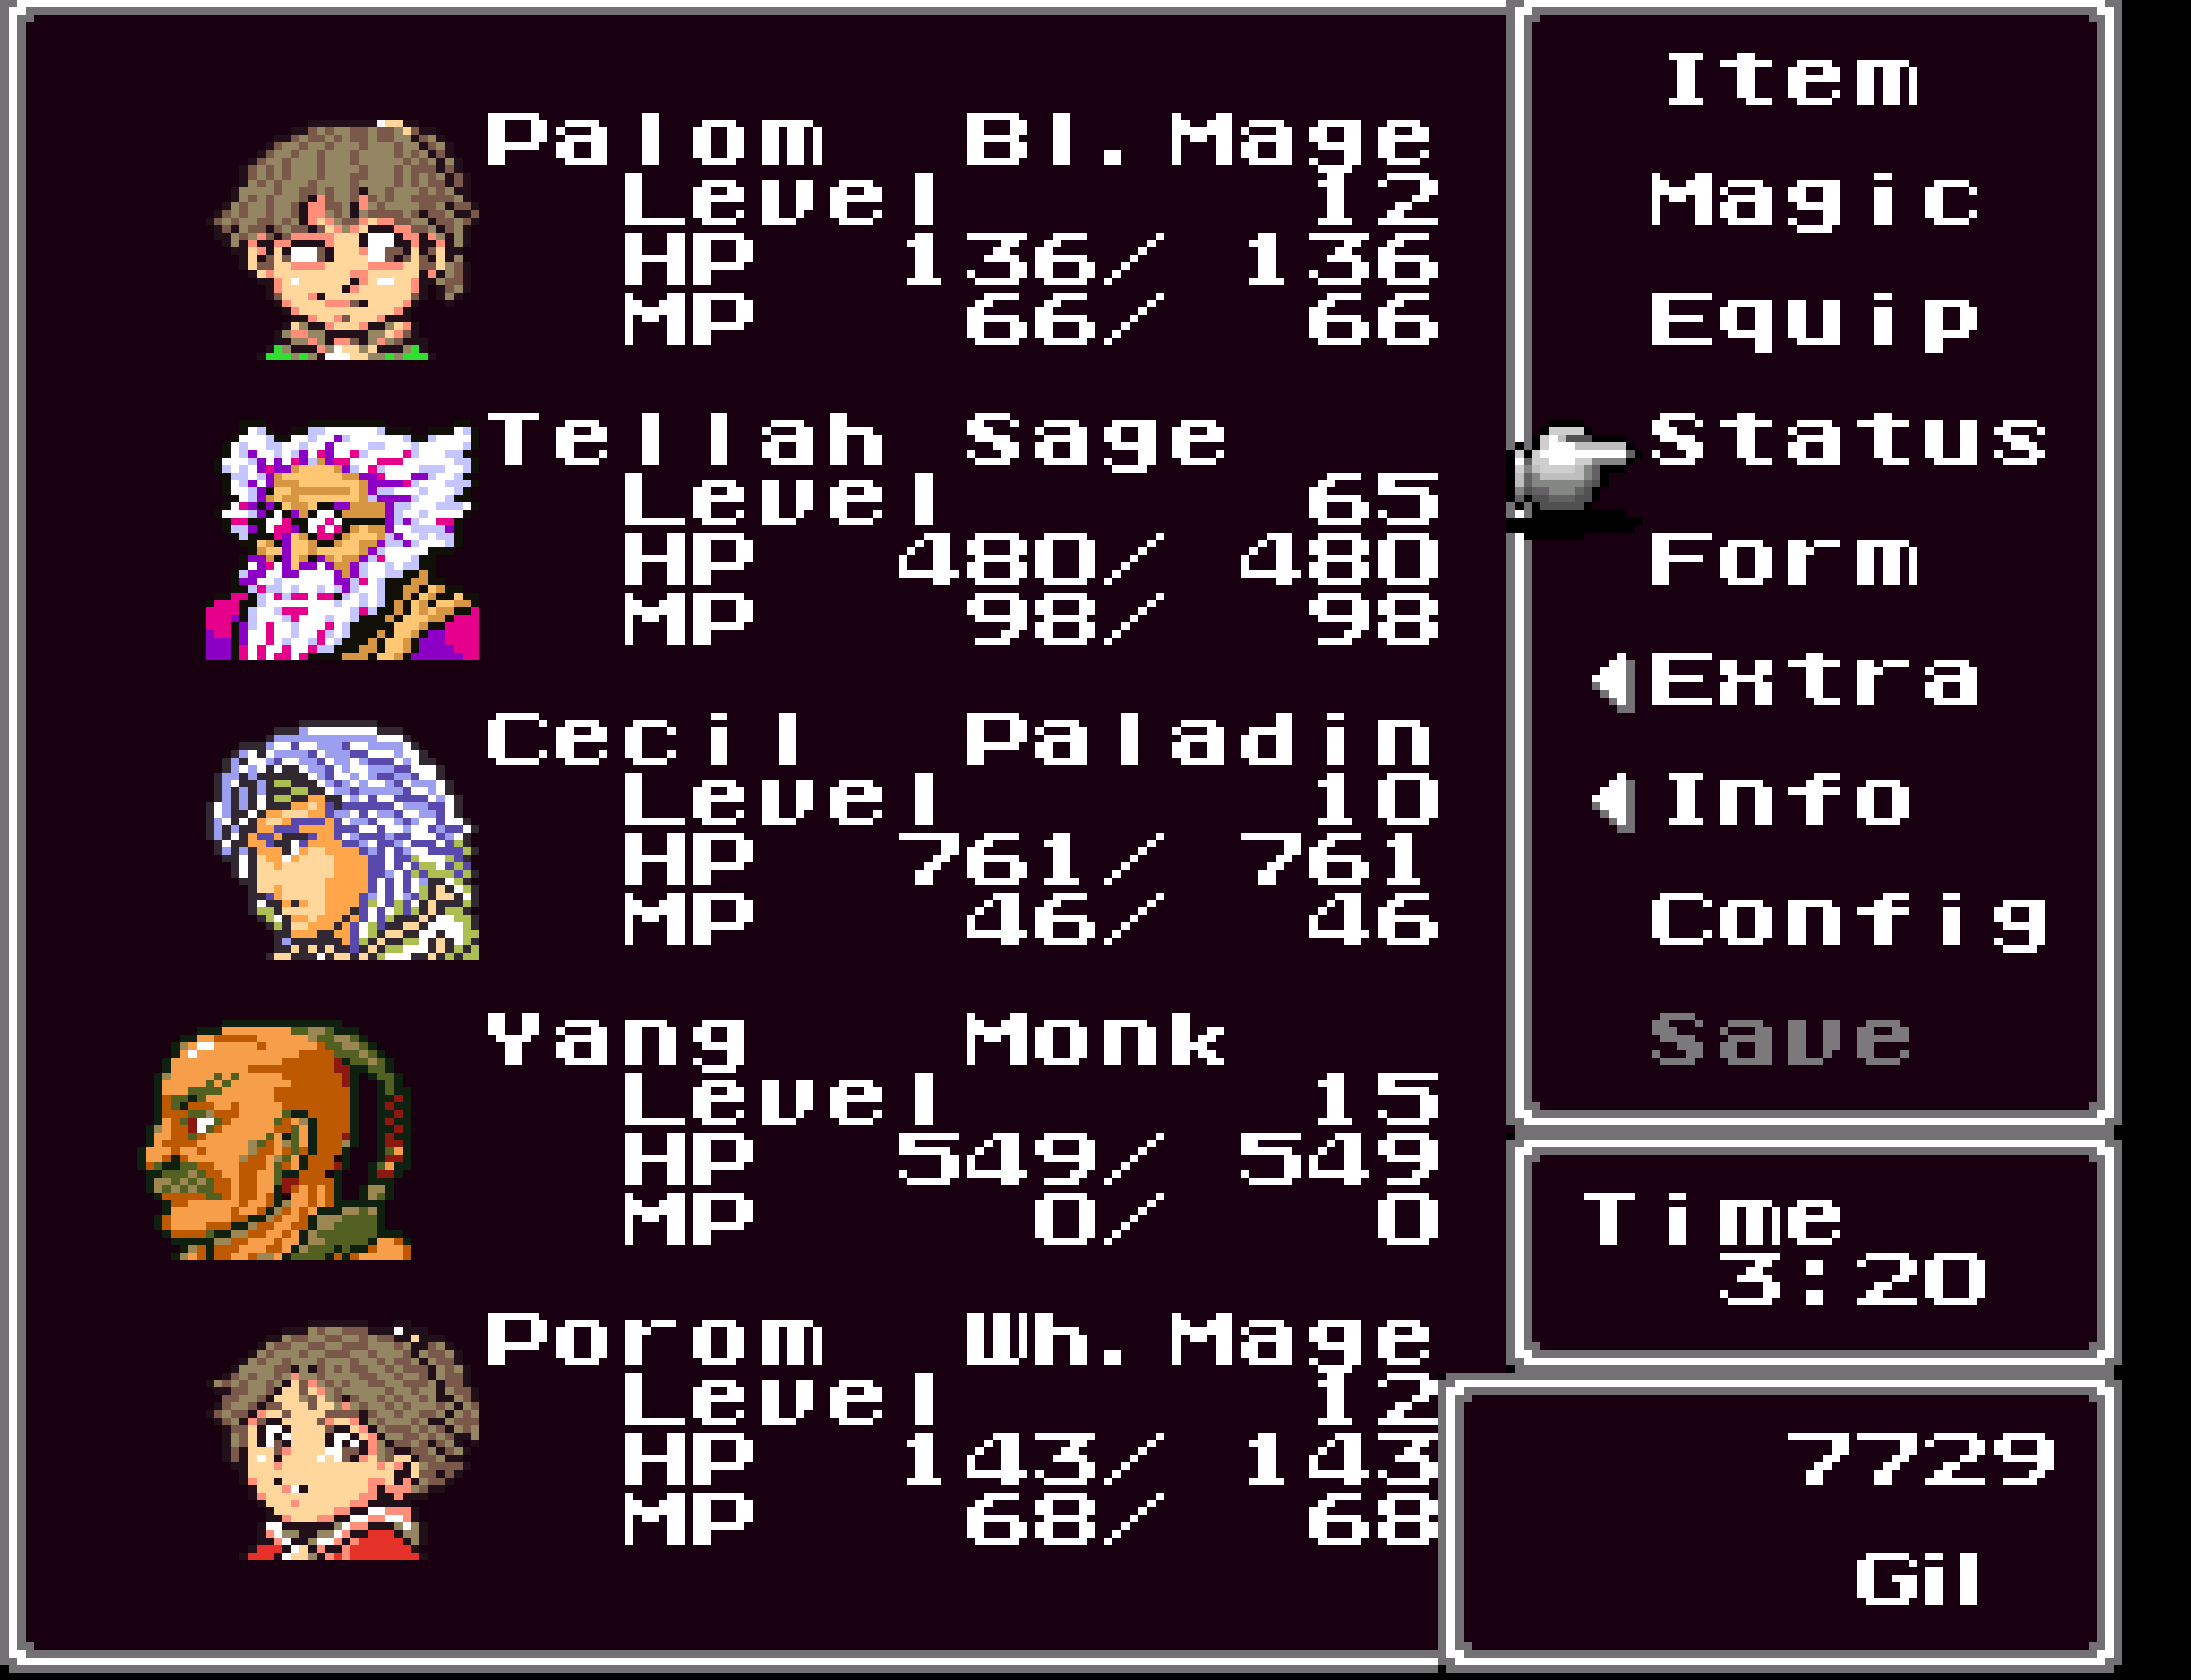 Palom Bl.Mage
Level 12
HP 136/ 136
MP 66/ 66
Tellah Sage
Level 65
HP 480/ 480
MP 98/ 98
Cecil Paladin
Level 10
HP 761/ 761
MP 46/ 46
Yang Monk
Level 15
HP 549/ 549
MP 0/ 0
Porom Wh.Mage
Level 12
HP 143/ 143
MP 68/ 68
Item
Magic
Equip
Status
Form
Extra
Info
Config
Save
Time
3:20
7729
Gil